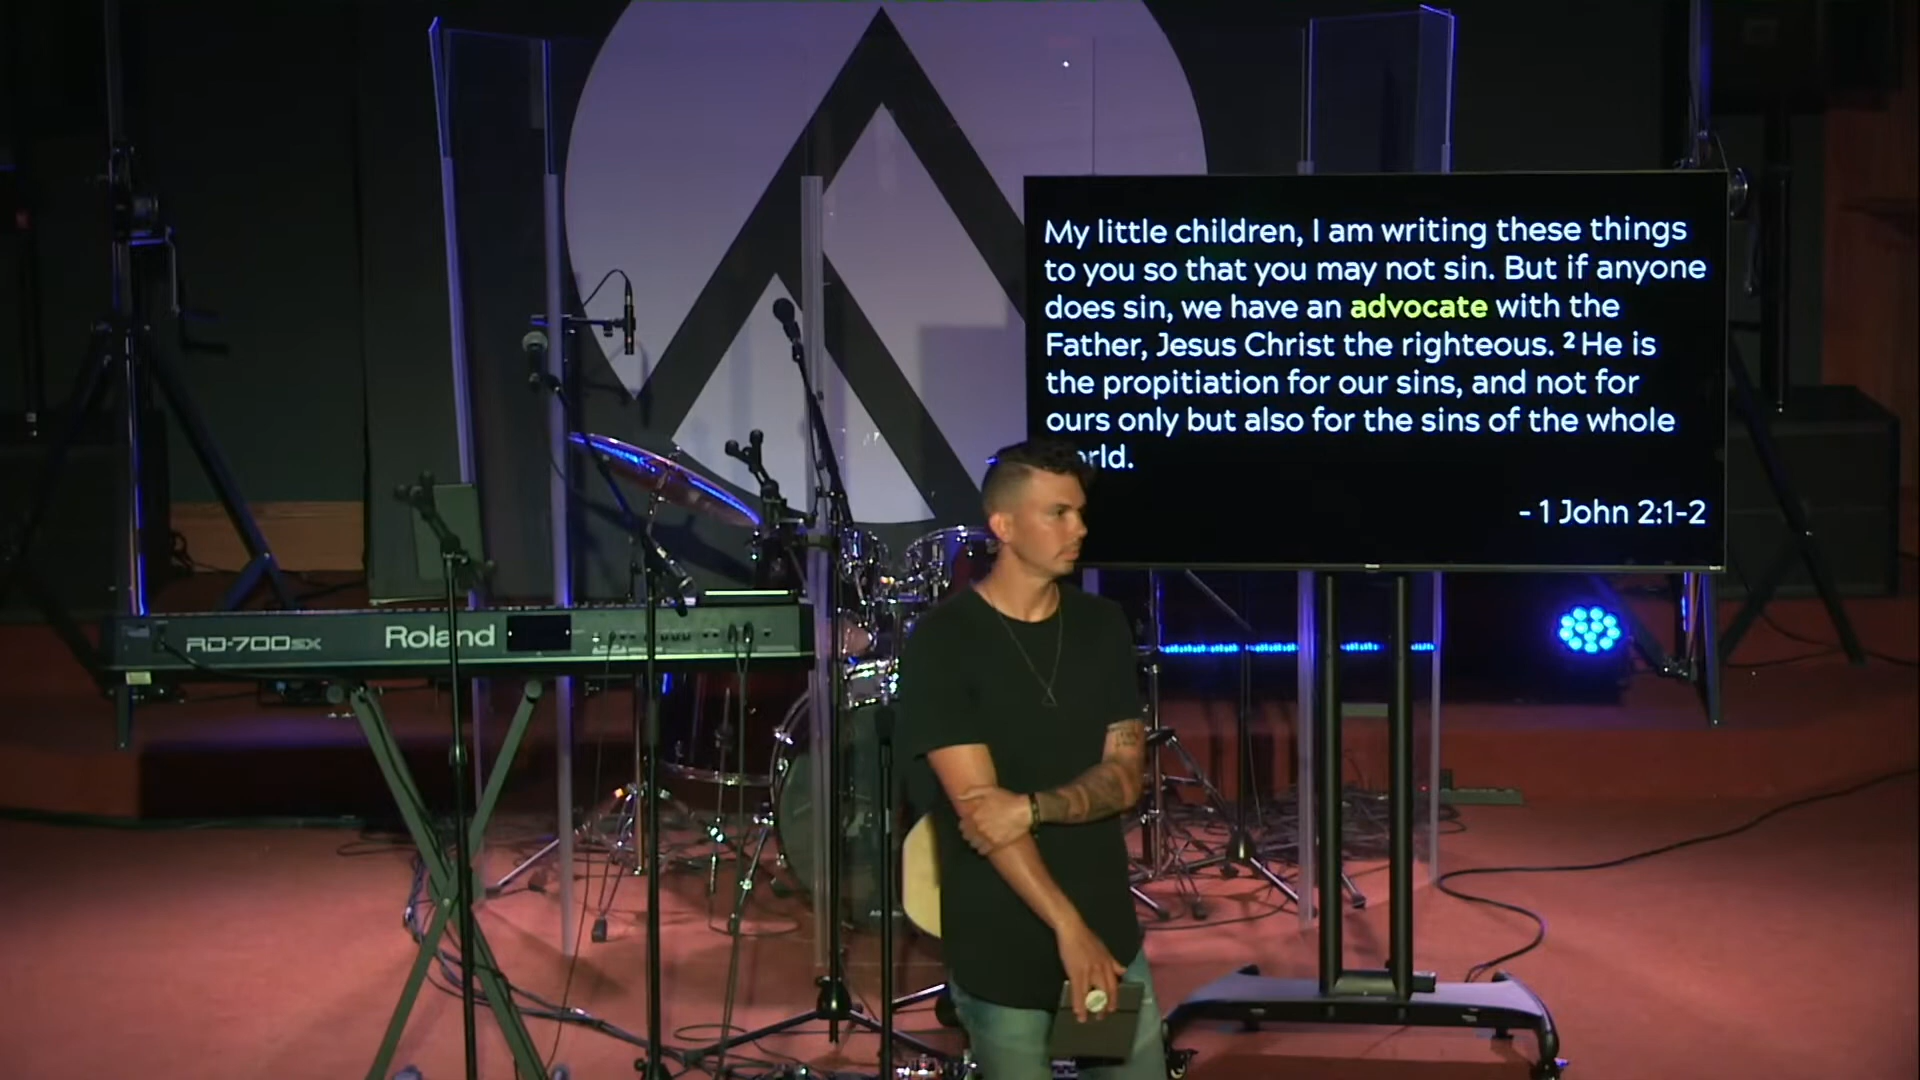 My little children, I am writing these things
to you so that you may not sin. But if anyone
does sin, we have an advocate with the
Father, Jesus Christ the righteous. ² He is
the propitiation for our sins, and not for
ours only but also for the sins of the whole
orld.
- 1 John 2:1-2
RD-700SX Roland